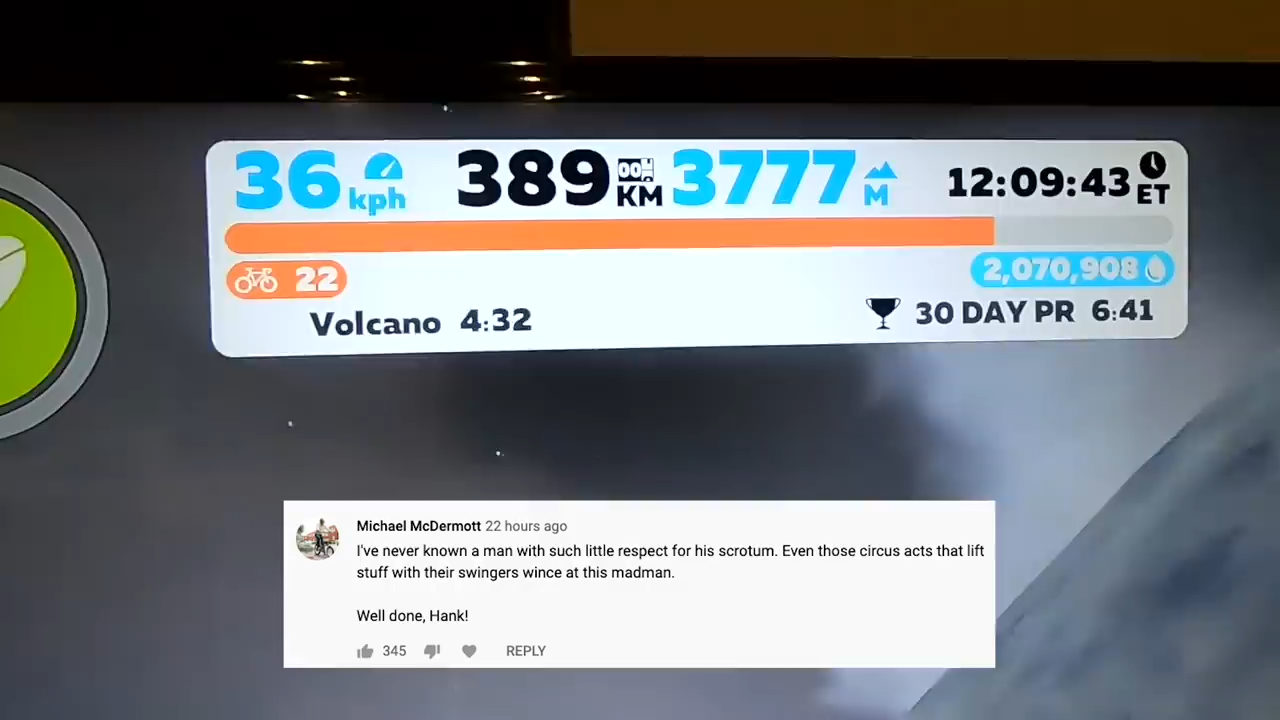 36 kph 389 KM 3777 M 12:09:43 ET
22 2,070,908
Volcano 4:32 30 DAY PR 6:41
Michael McDermott 22 hours ago
I've never known a man with such little respect for his scrotum. Even those circus acts that lift
stuff with their swingers wince at this madman.
Well done, Hank!
345 REPLY